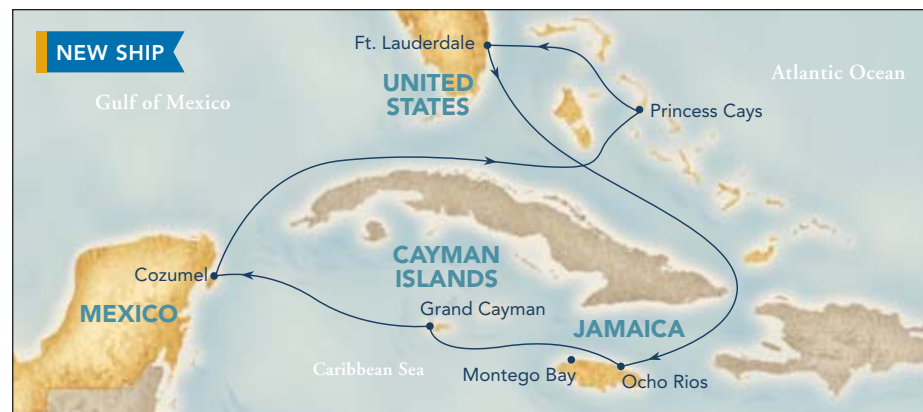 NEW SHIP
Ft. Lauderdale
UNITED
STATES
Gulf of Mexico
Atlantic Ocean
Princess Cays
Cozumel
CAYMAN
ISLANDS
MEXICO
Grand Cayman
JAMAICA
Caribbean Sea
Montego Bay
Ocho Rios